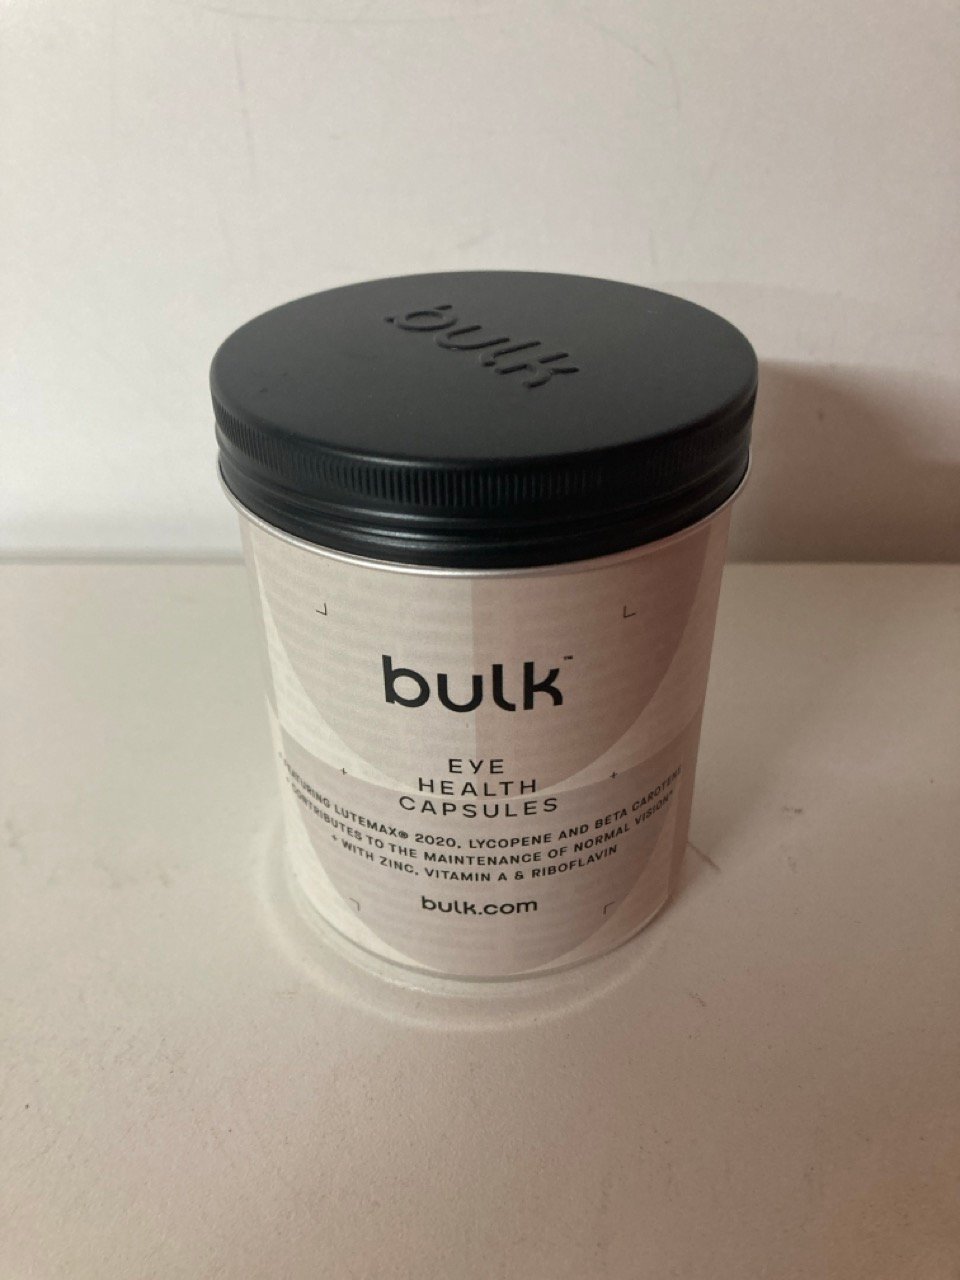 bulk
bulk™
EYE
HEALTH
CAPSULES
+ FEATURING LUTEMAX® 2020, LYCOPENE AND BETA CAROTENE
+ CONTRIBUTES TO THE MAINTENANCE OF NORMAL VISION*
+ WITH ZINC, VITAMIN A & RIBOFLAVIN
bulk.com